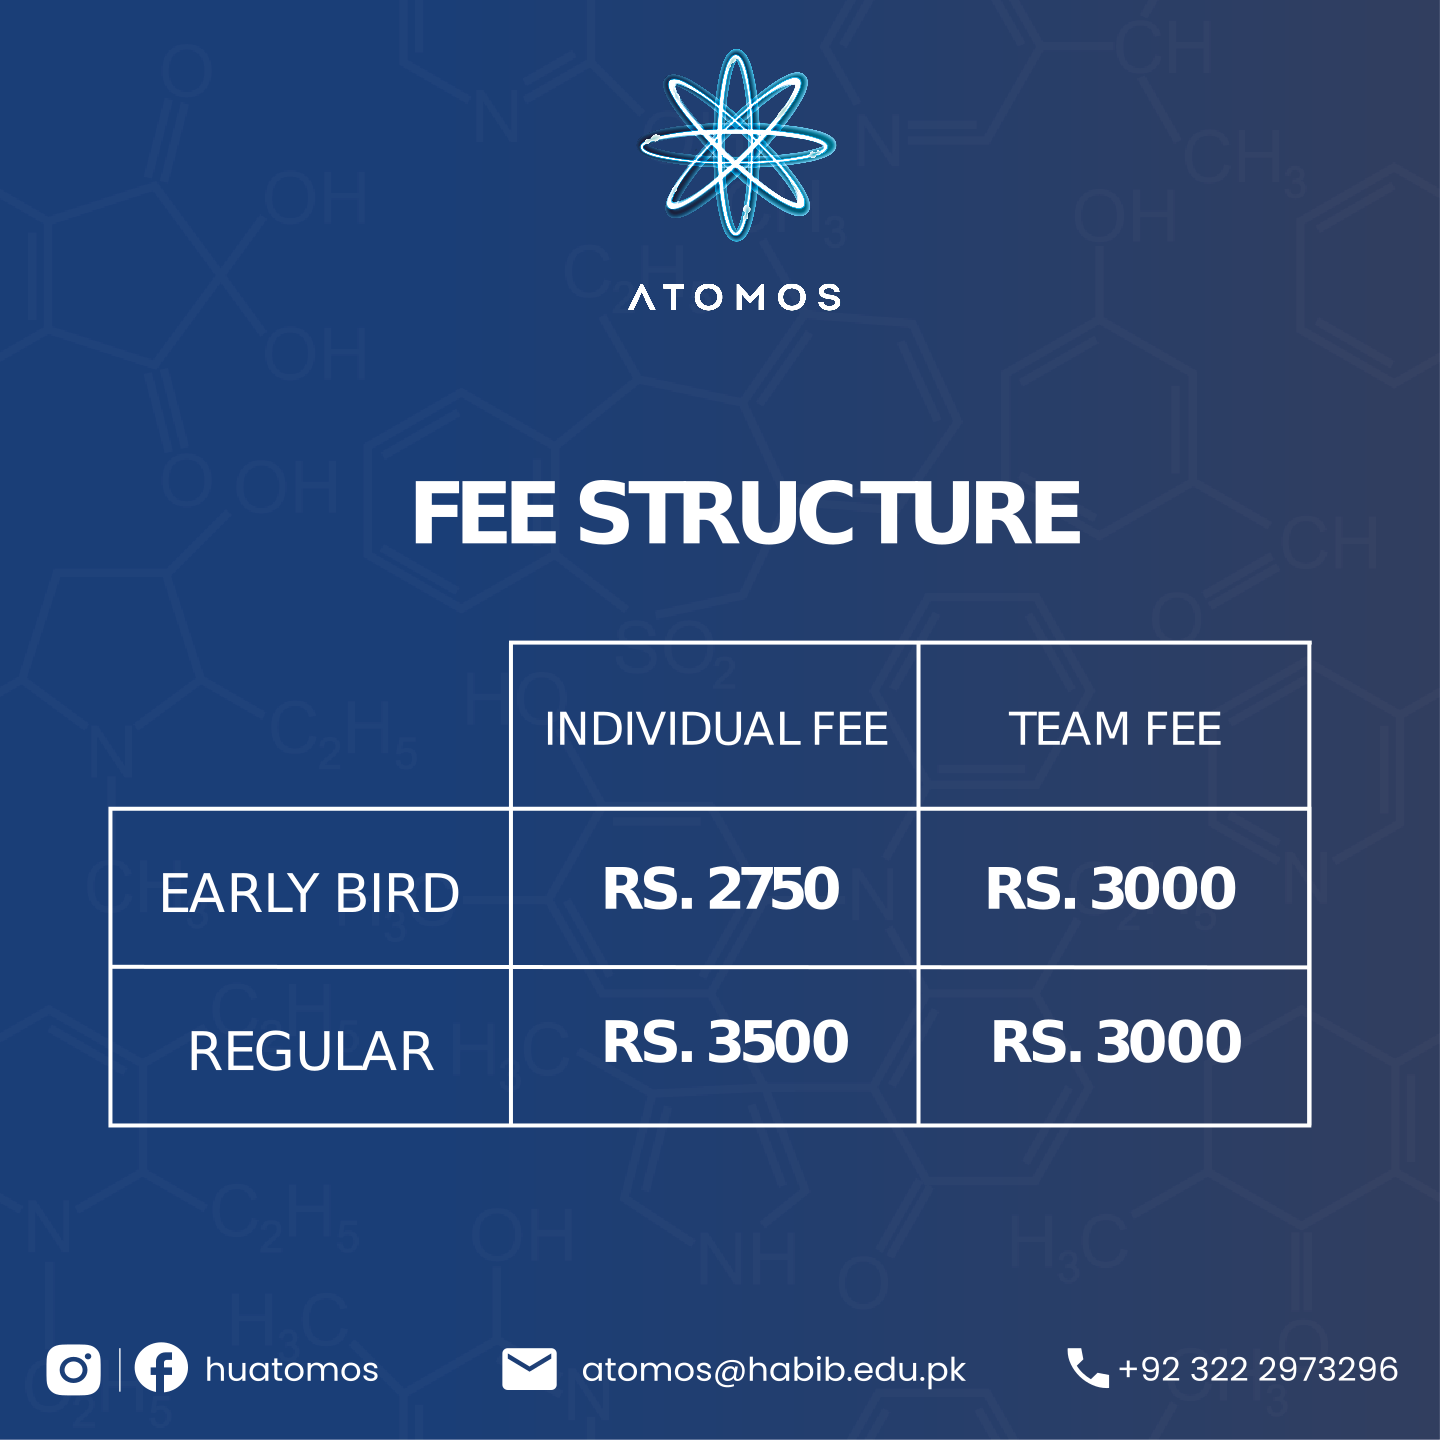 ATOMOS
FEE STRUCTURE
INDIVIDUAL FEE TEAM FEE
EARLY BIRD RS. 2750 RS. 3000
REGULAR RS. 3500 RS. 3000
huatomos atomos@habib.edu.pk +92 322 2973296